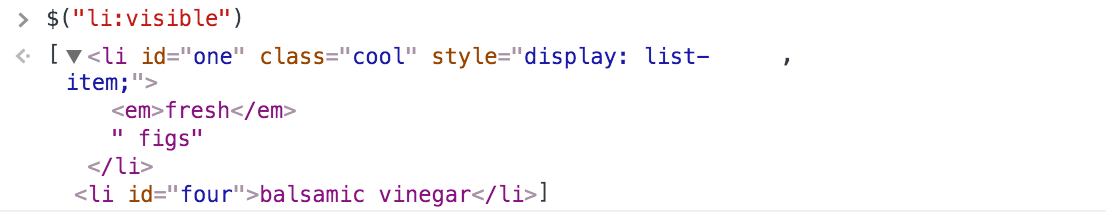 > $("li:visible")
<· [ ▼<li id="one" class="cool" style="display: list- ,
item;">
<em>fresh</em>
" figs"
</li>
<li id="four">balsamic vinegar</li>]